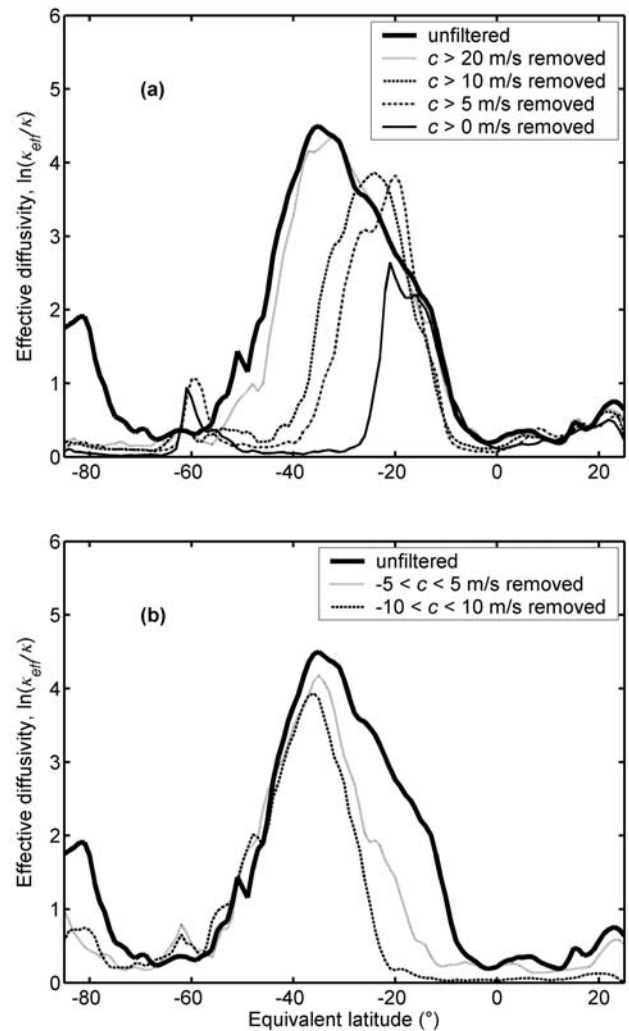 6
5
4
3
2
1
0
Effective diffusivity, ln(κeff/κ)
(a)
unfiltered
c > 20 m/s removed
c > 10 m/s removed
c > 5 m/s removed
c > 0 m/s removed
-80 -60 -40 -20 0 20
6
5
4
3
2
1
0
Effective diffusivity, ln(κeff/κ)
(b)
unfiltered
-5 < c < 5 m/s removed
-10 < c < 10 m/s removed
-80 -60 -40 -20 0 20
Equivalent latitude (°)